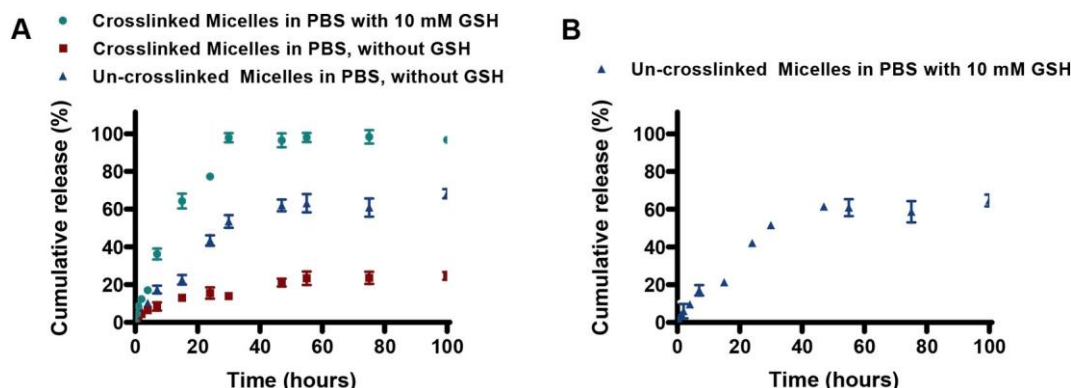 A
Crosslinked Micelles in PBS with 10 mM GSH
Crosslinked Micelles in PBS, without GSH
Un-crosslinked Micelles in PBS, without GSH
Cumulative release (%)
100
80
60
40
20
0
0 20 40 60 80 100
Time (hours)
B
Un-crosslinked Micelles in PBS with 10 mM GSH
Cumulative release (%)
100
80
60
40
20
0
0 20 40 60 80 100
Time (hours)